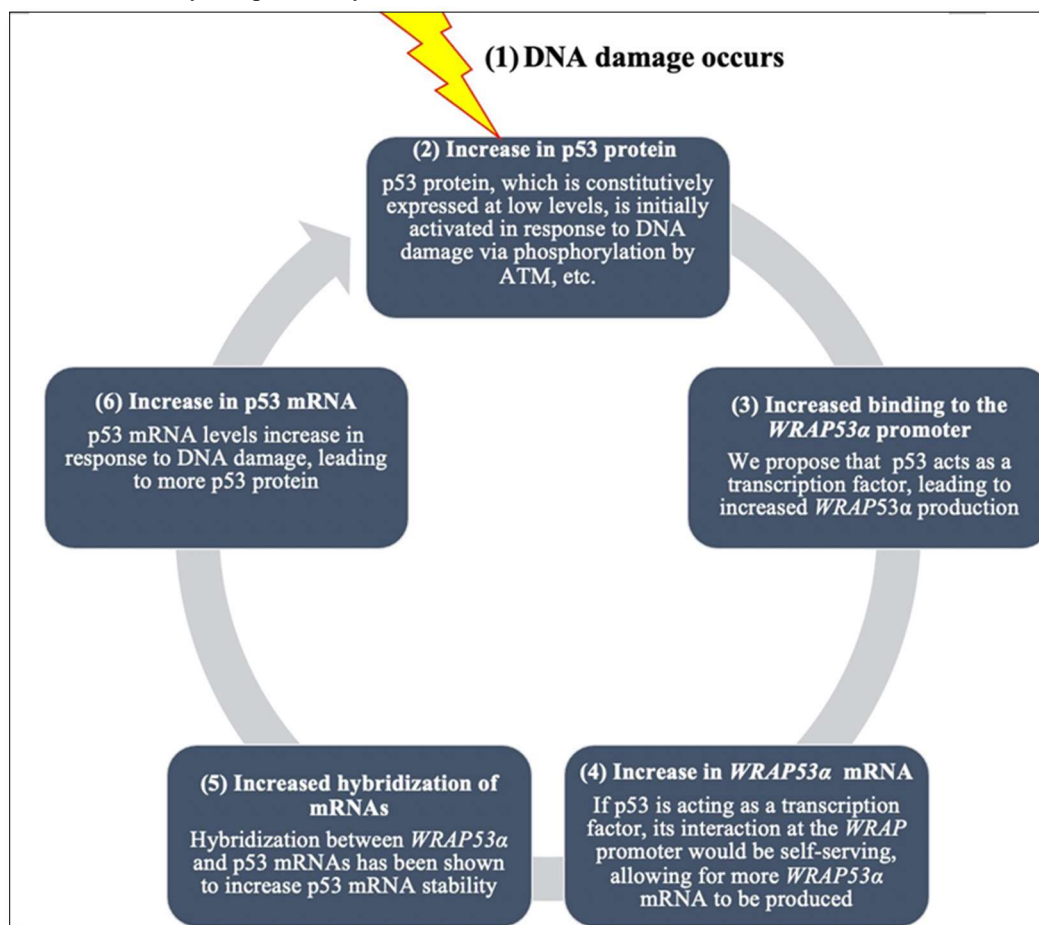 (1) DNA damage occurs
(2) Increase in p53 protein
p53 protein, which is constitutively
expressed at low levels, is initially
activated in response to DNA
damage via phosphorylation by
ATM, etc.
(3) Increased binding to the
WRAP53α promoter
We propose that p53 acts as a
transcription factor, leading to
increased WRAP53α production
(4) Increase in WRAP53α mRNA
If p53 is acting as a transcription
factor, its interaction at the WRAP
promoter would be self-serving,
allowing for more WRAP53α
mRNA to be produced
(5) Increased hybridization of
mRNAs
Hybridization between WRAP53α
and p53 mRNAs has been shown
to increase p53 mRNA stability
(6) Increase in p53 mRNA
p53 mRNA levels increase in
response to DNA damage, leading
to more p53 protein